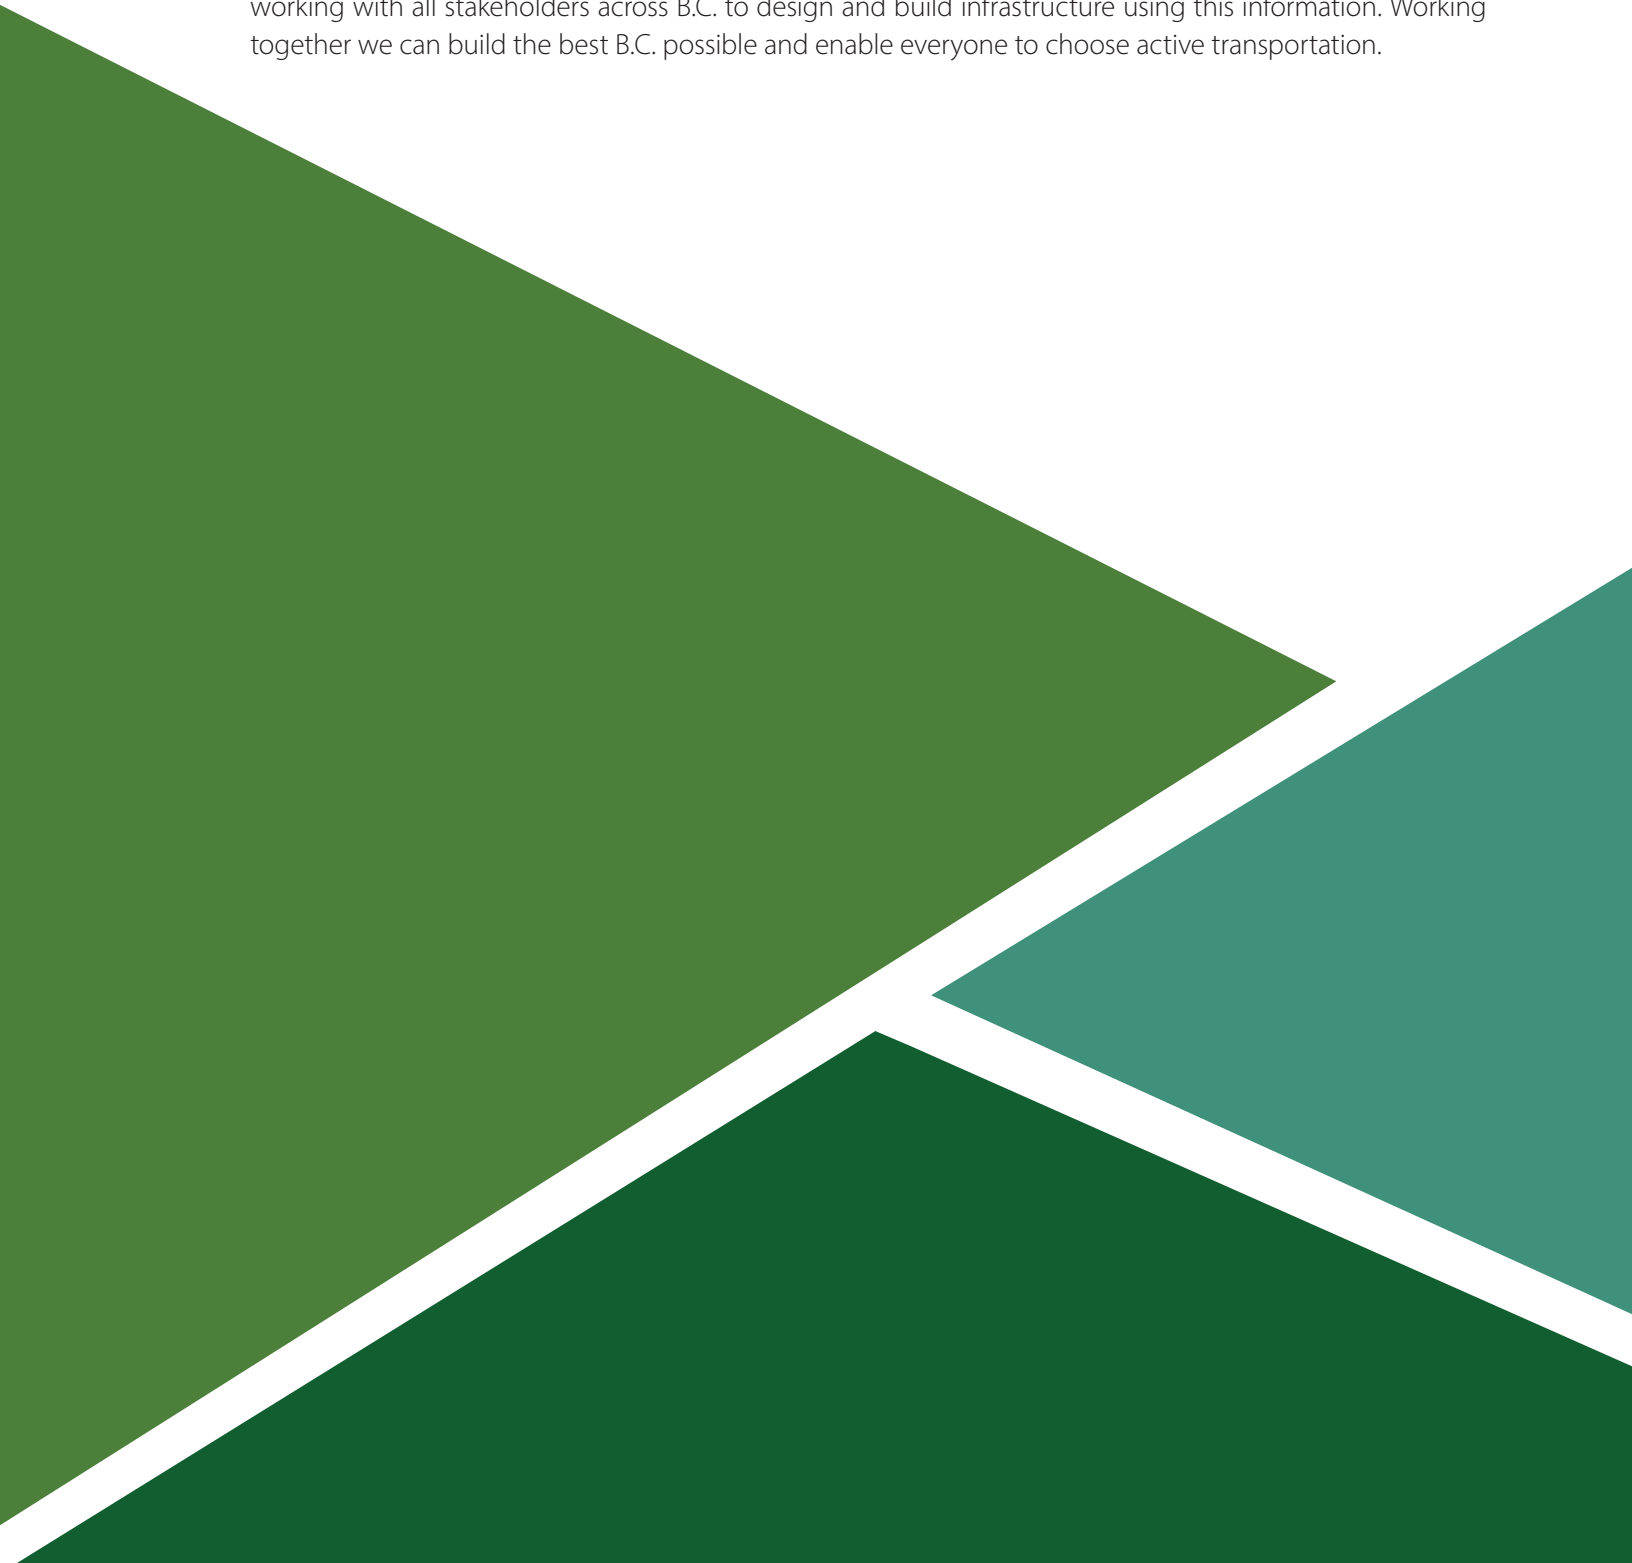 working with all stakeholders across B.C. to design and build infrastructure using this information. Working
together we can build the best B.C. possible and enable everyone to choose active transportation.